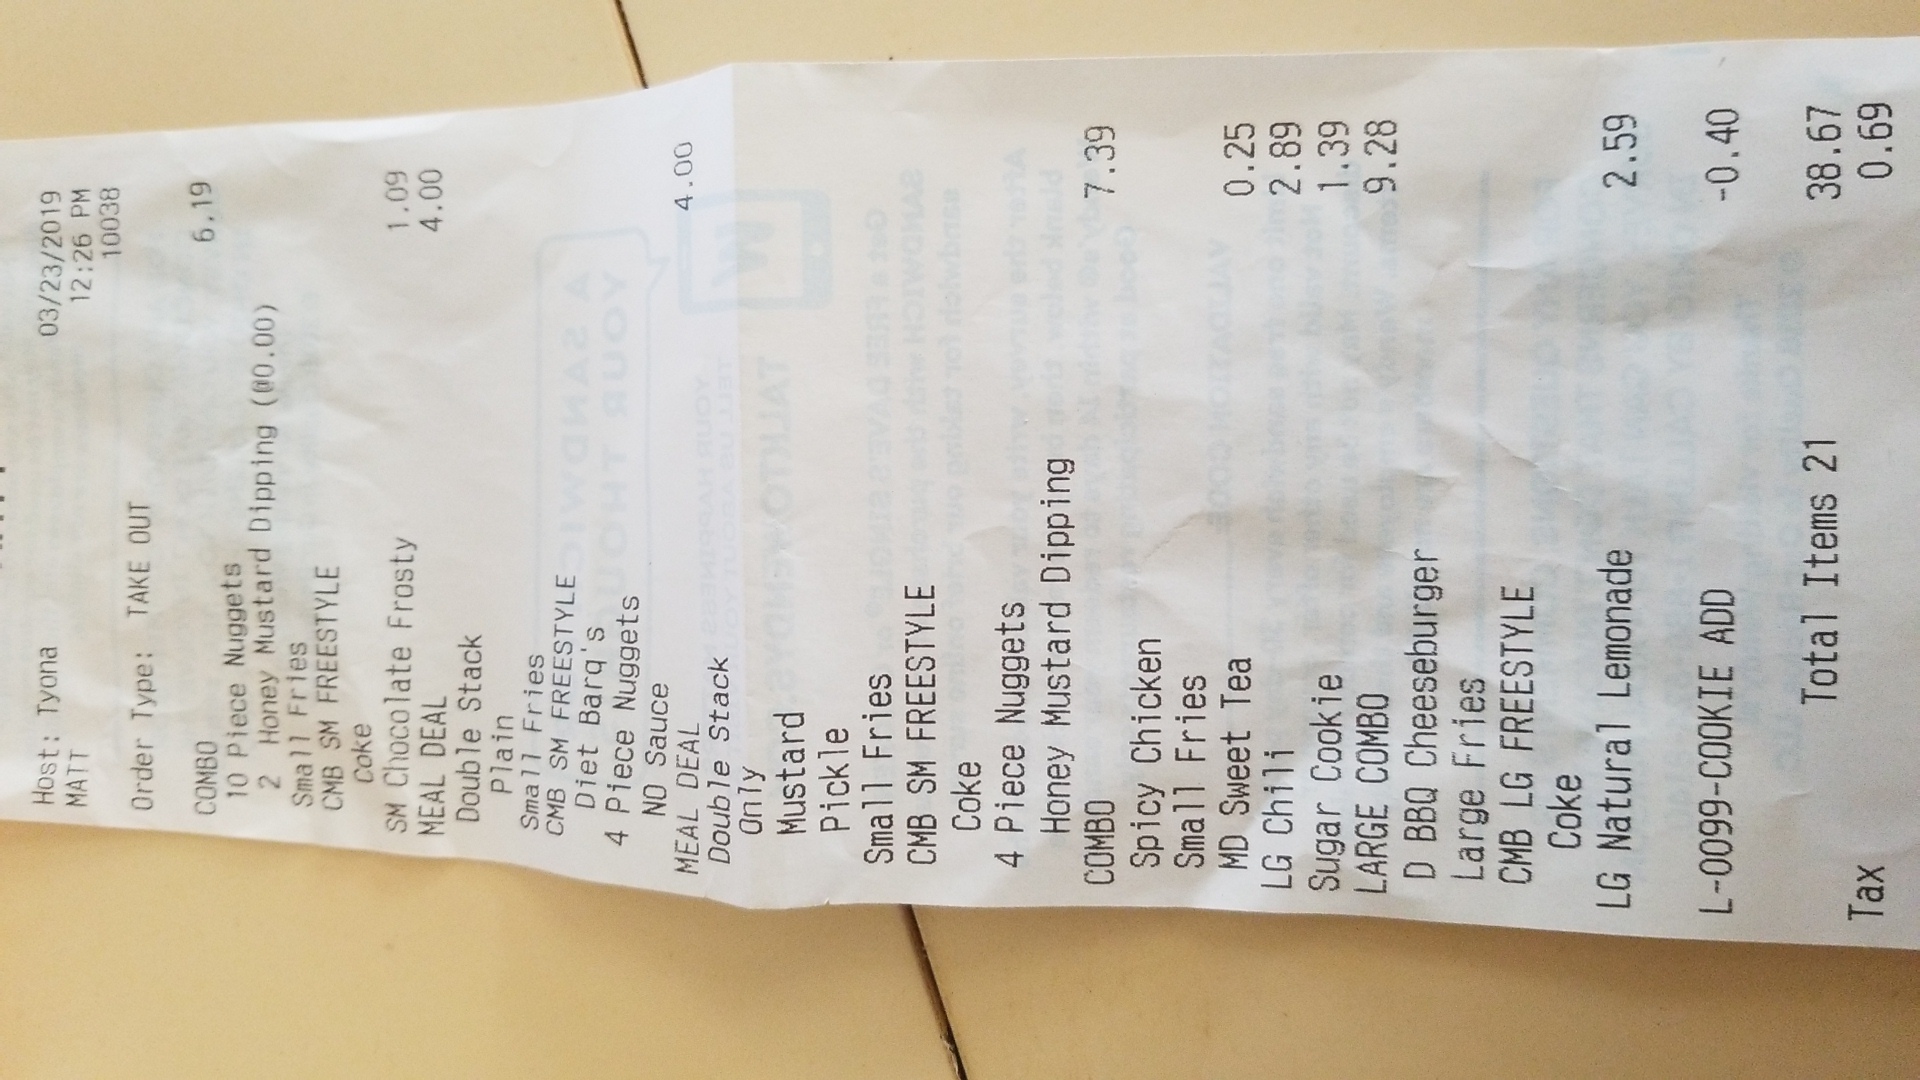 Host: Tyona 03/23/2019
MATT 12:26 PM
10038
Order Type: TAKE OUT
COMBO 6.19
10 Piece Nuggets
2 Honey Mustard Dipping (@0.00)
Small Fries
CMB SM FREESTYLE
Coke
SM Chocolate Frosty 1.09
MEAL DEAL 4.00
Double Stack
Plain
Small Fries
CMB SM FREESTYLE
Diet Barq's
4 Piece Nuggets
NO Sauce
MEAL DEAL 4.00
Double Stack
Only
Mustard
Pickle
Small Fries
CMB SM FREESTYLE
Coke
4 Piece Nuggets
Honey Mustard Dipping
COMBO 7.39
Spicy Chicken
Small Fries
MD Sweet Tea 0.25
LG Chili 2.89
Sugar Cookie 1.39
LARGE COMBO 9.28
D BBQ Cheeseburger
Large Fries
CMB LG FREESTYLE
Coke
LG Natural Lemonade 2.59
L-0099-COOKIE ADD -0.40
Total Items 21 38.67
Tax 0.69